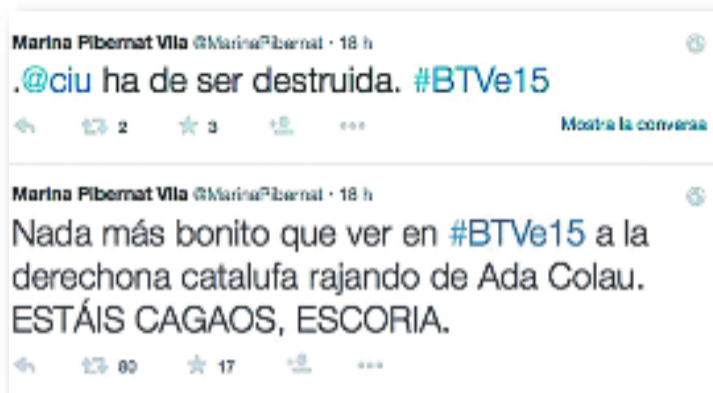 Marina Pibernat Vila @MarinaPibernat · 18 h
.@ciu ha de ser destruida. #BTVe15
2 3 Mostra la conversa
Marina Pibernat Vila @MarinaPibernat · 18 h
Nada más bonito que ver en #BTVe15 a la
derechona catalufa rajando de Ada Colau.
ESTÁIS CAGAOS, ESCORIA.
80 17